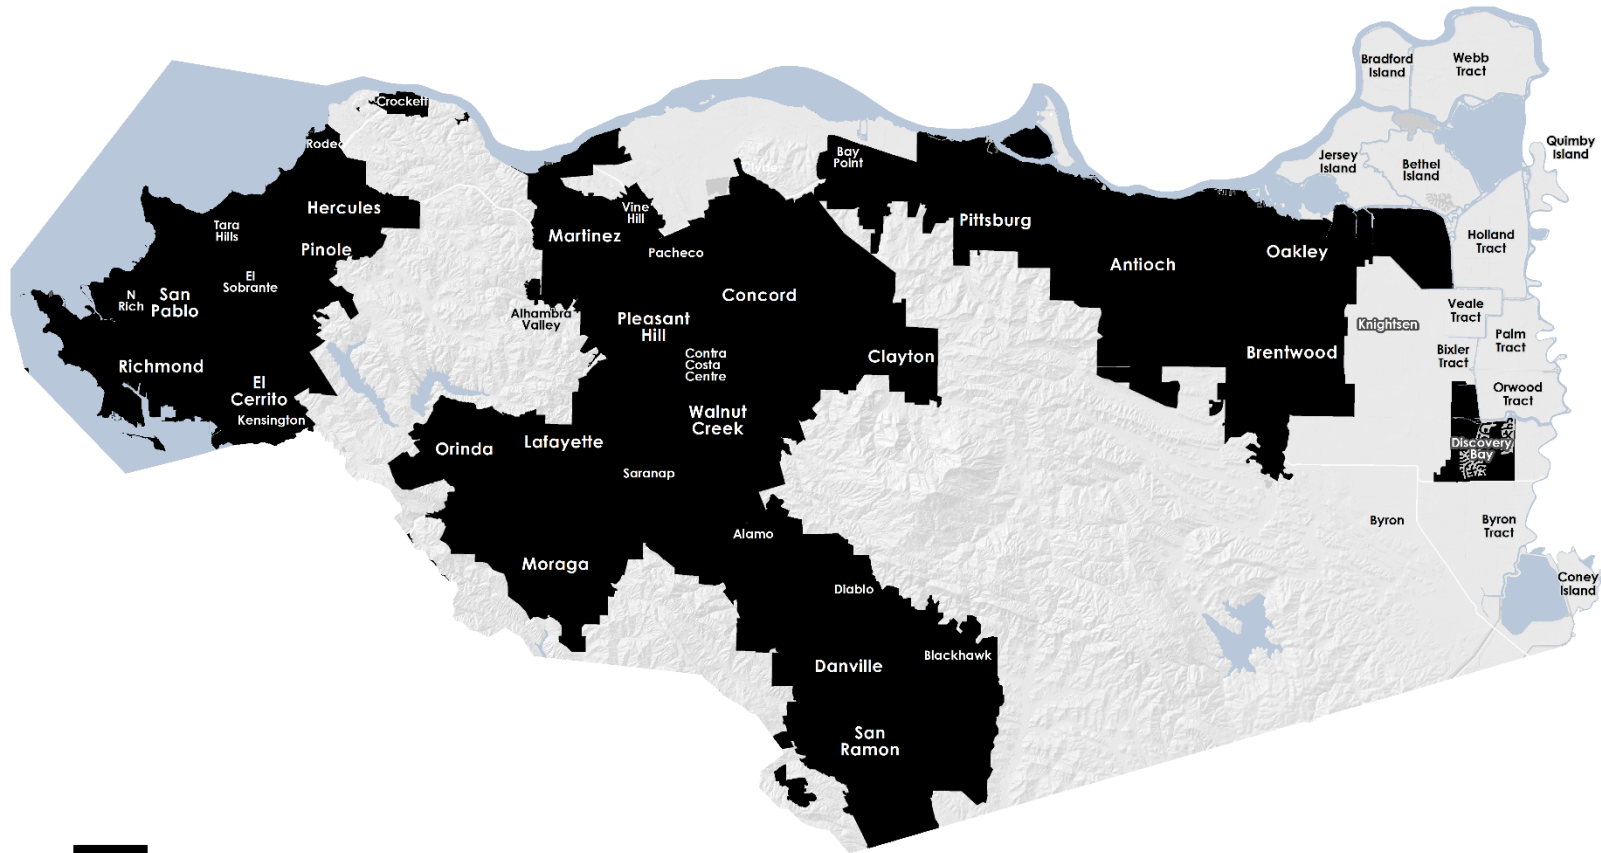 Bradford
Island
Webb
Tract
Crockett
Rodeo
Quimby
Island
Bay
Point
Jersey
Island
Bethel
Island
Clyde
Hercules
Vine
Hill
Tara
Hills
Pinole
Martinez
Pacheco
Pittsburg
Antioch
Oakley
Holland
Tract
El
Sobrante
N
Rich
San
Pablo
Concord
Alhambra
Valley
Pleasant
Hill
Veale
Tract
Knightsen
Palm
Tract
Bixler
Tract
Richmond
Contra
Costa
Centre
Clayton
Brentwood
El
Cerrito
Kensington
Orwood
Tract
Walnut
Creek
Orinda
Lafayette
Saranap
Discovery
Bay
Alamo
Byron
Byron
Tract
Moraga
Diablo
Coney
Island
Danville
Blackhawk
San
Ramon